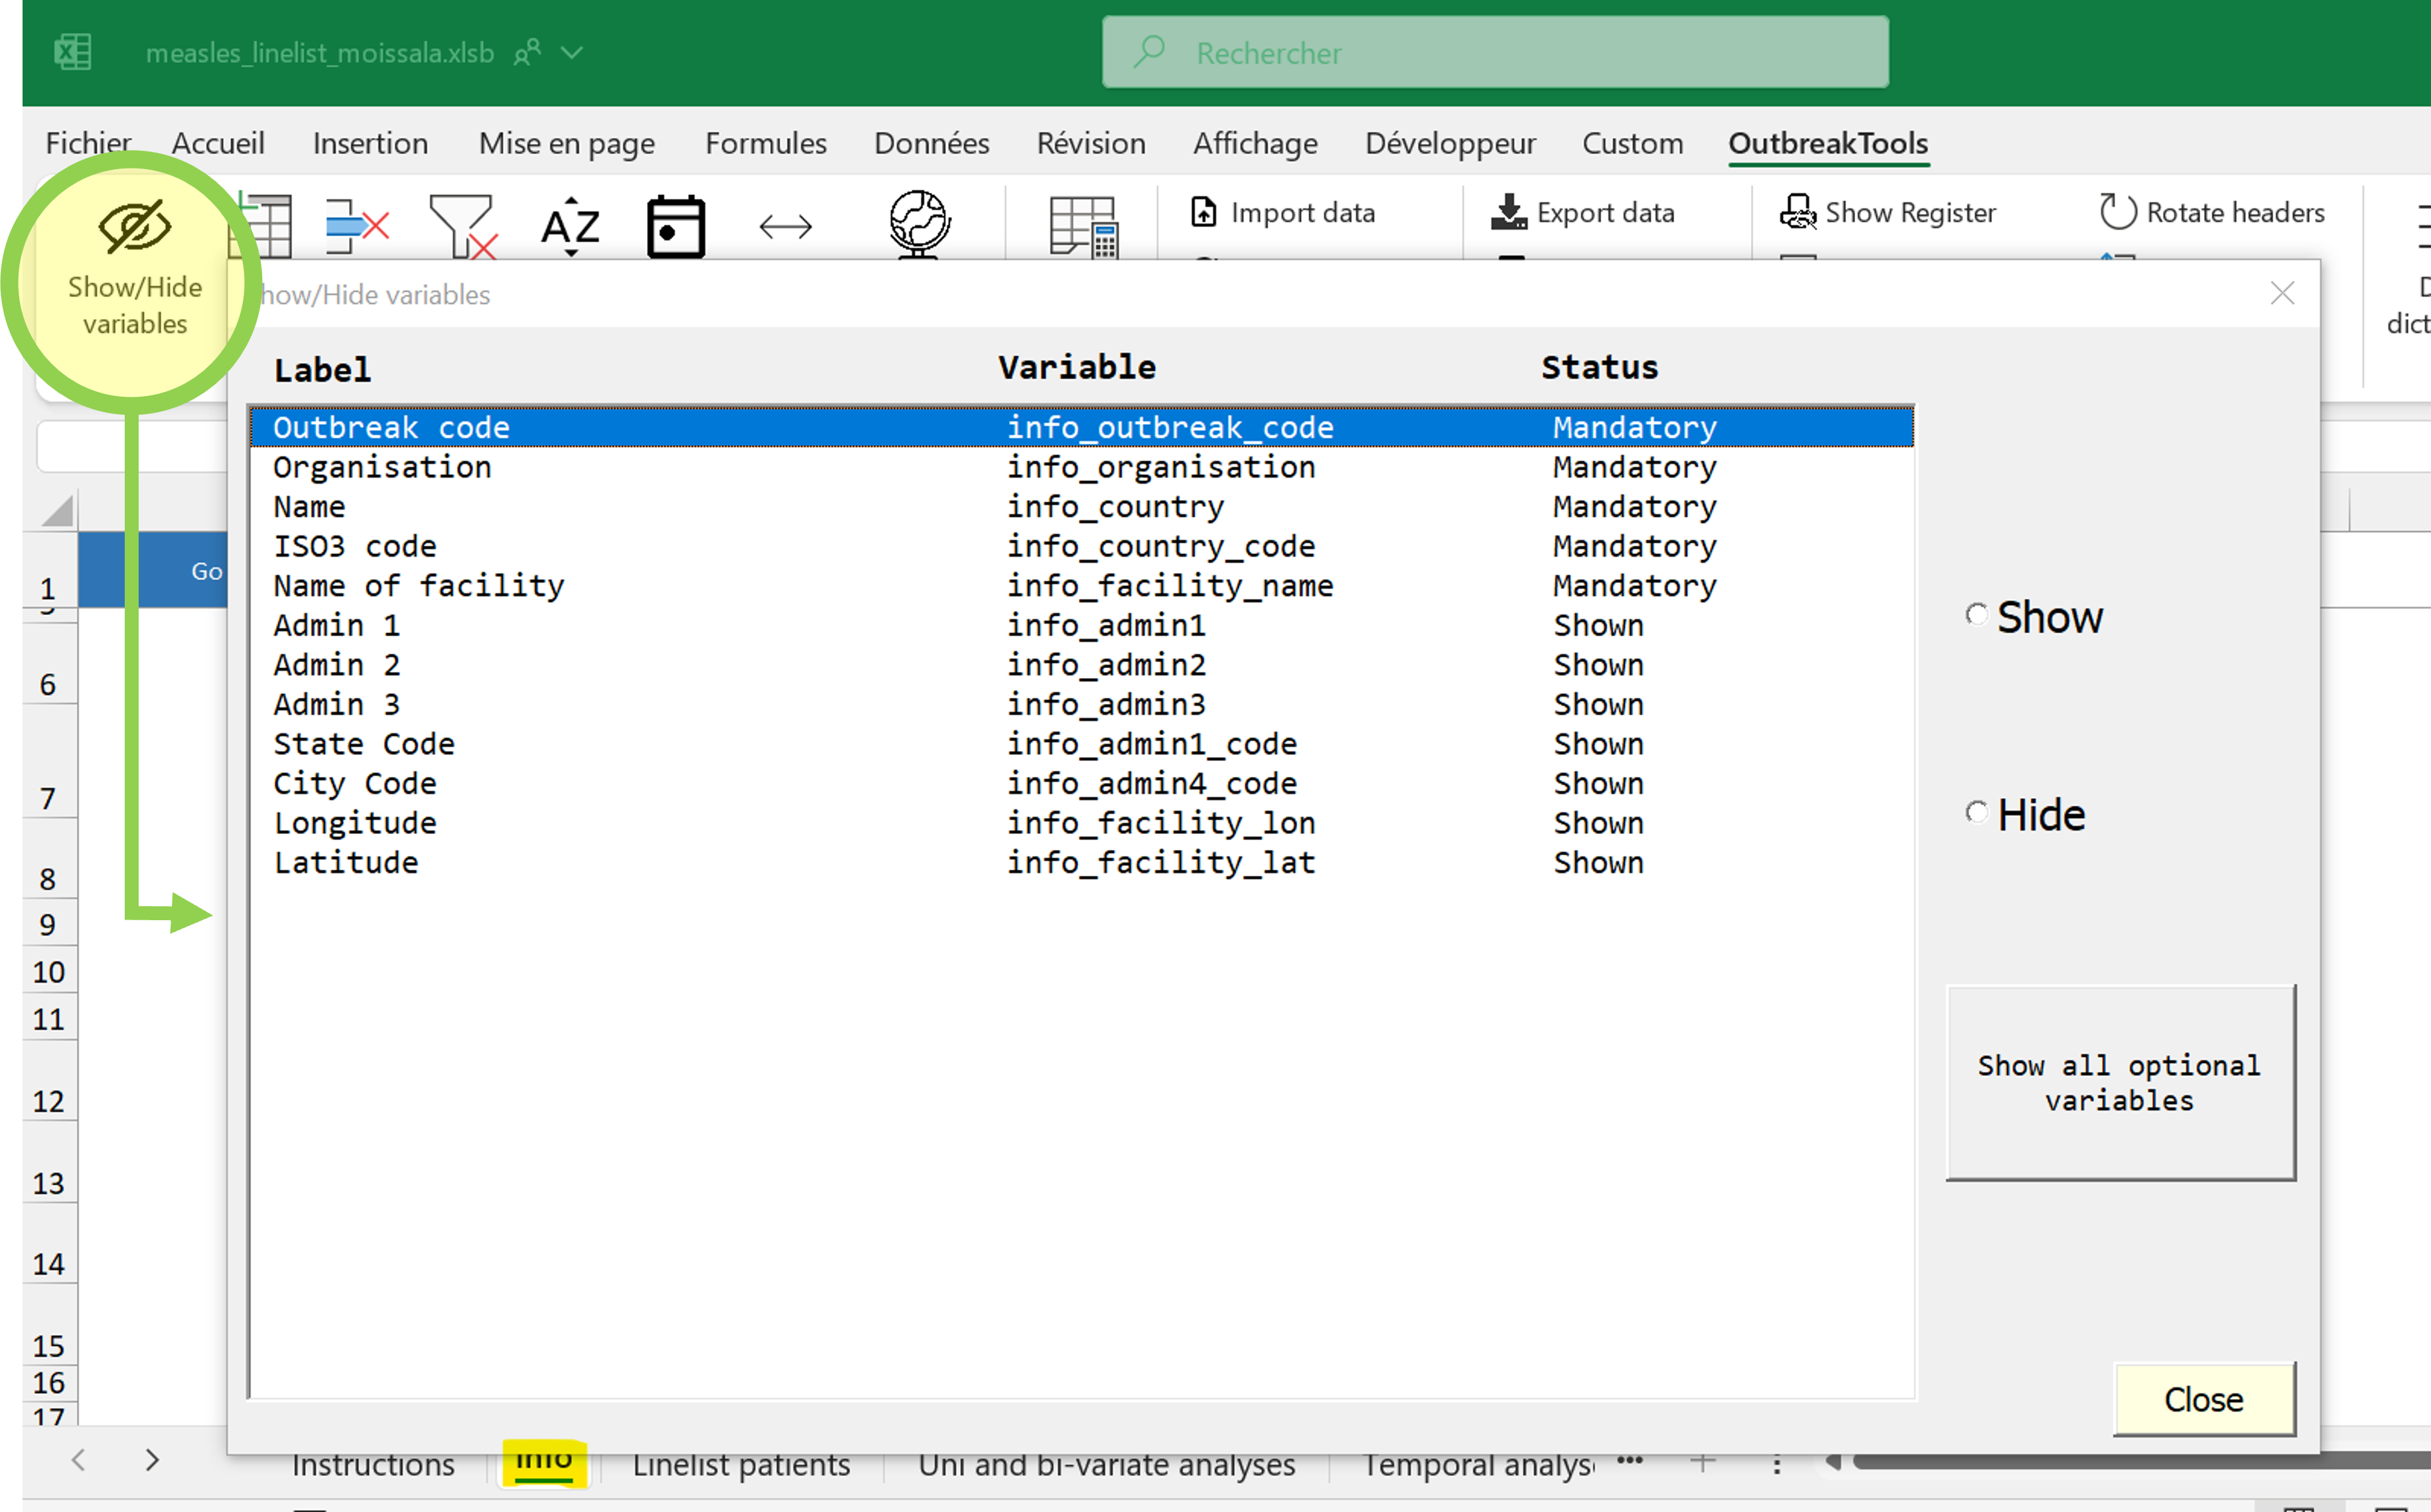 measles_linelist_moissala.xlsb
Rechercher
Fichier Accueil Insertion Mise en page Formules Données Révision Affichage Développeur Custom OutbreakTools
Show/Hide
variables
AZ
Import data
Export data
Show Register
Rotate headers
how/Hide variables
Label Variable Status
Outbreak code info_outbreak_code Mandatory
Organisation info_organisation Mandatory
Name info_country Mandatory
ISO3 code info_country_code Mandatory
Name of facility info_facility_name Mandatory
Admin 1 info_admin1 Shown
Admin 2 info_admin2 Shown
Admin 3 info_admin3 Shown
State Code info_admin1_code Shown
City Code info_admin4_code Shown
Longitude info_facility_lon Shown
Latitude info_facility_lat Shown
Show
Hide
Show all optional
variables
Close
Go
1
6
7
8
9
10
11
12
13
14
15
16
17
Instructions Info Linelist patients Uni and bi-variate analyses Temporal analys